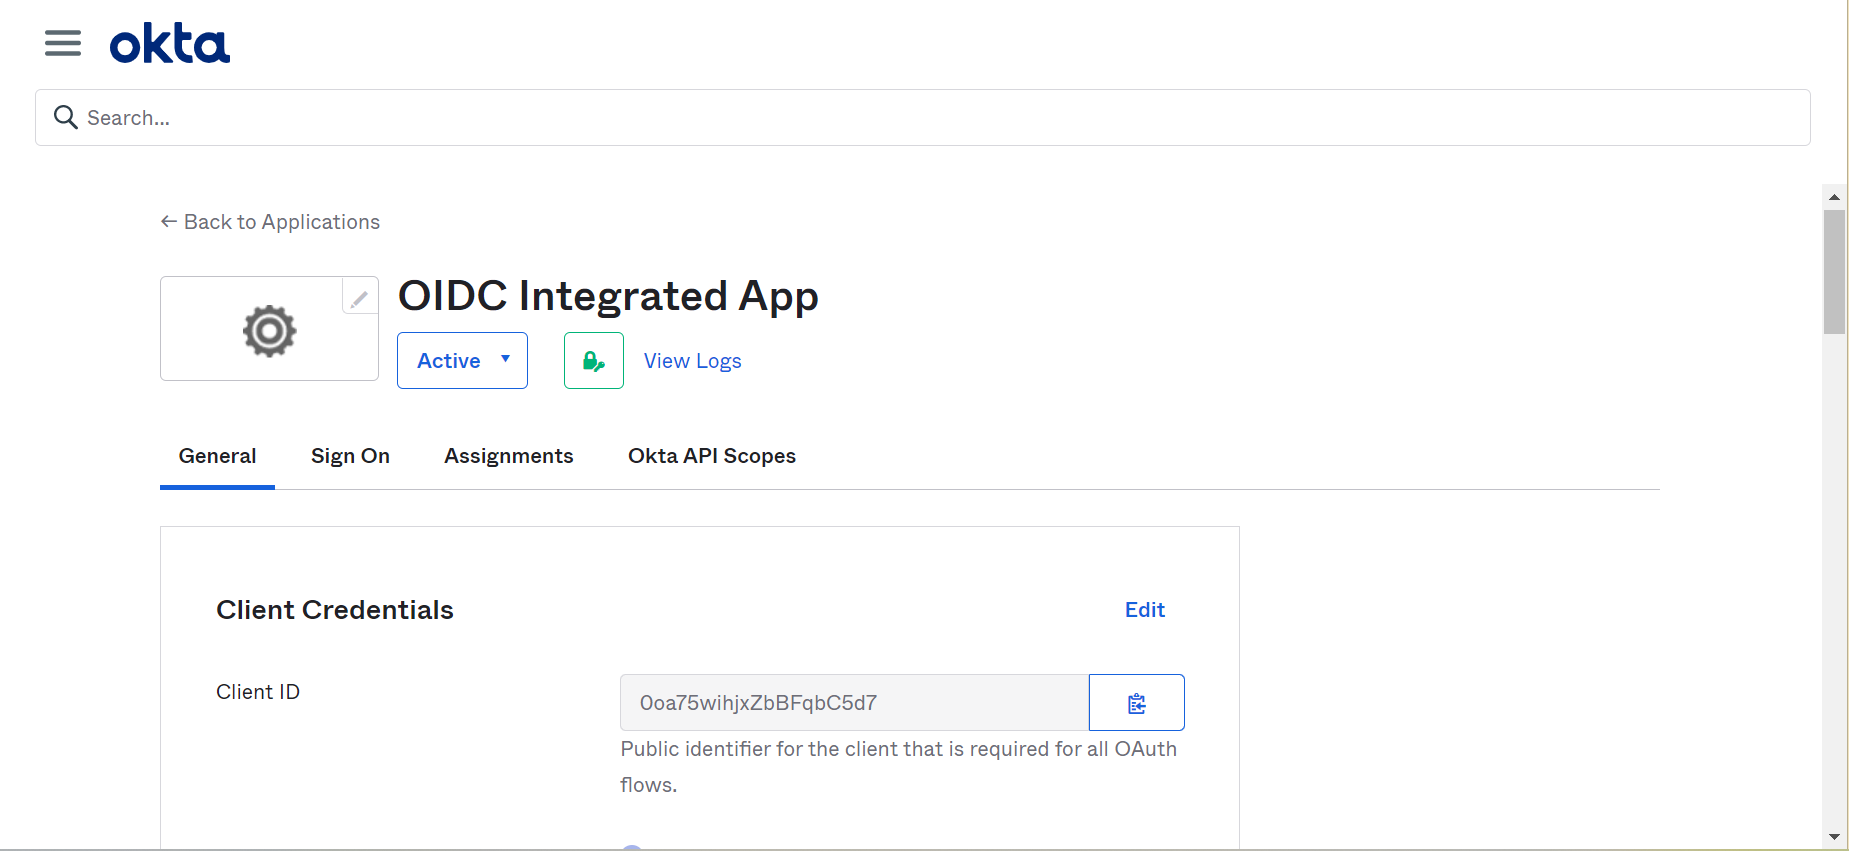 okta
Search...
← Back to Applications
OIDC Integrated App
Active
View Logs
General
Sign On
Assignments
Okta API Scopes
Client Credentials
Edit
Client ID
0oa75wihjxZbBFqbC5d7
Public identifier for the client that is required for all OAuth
flows.